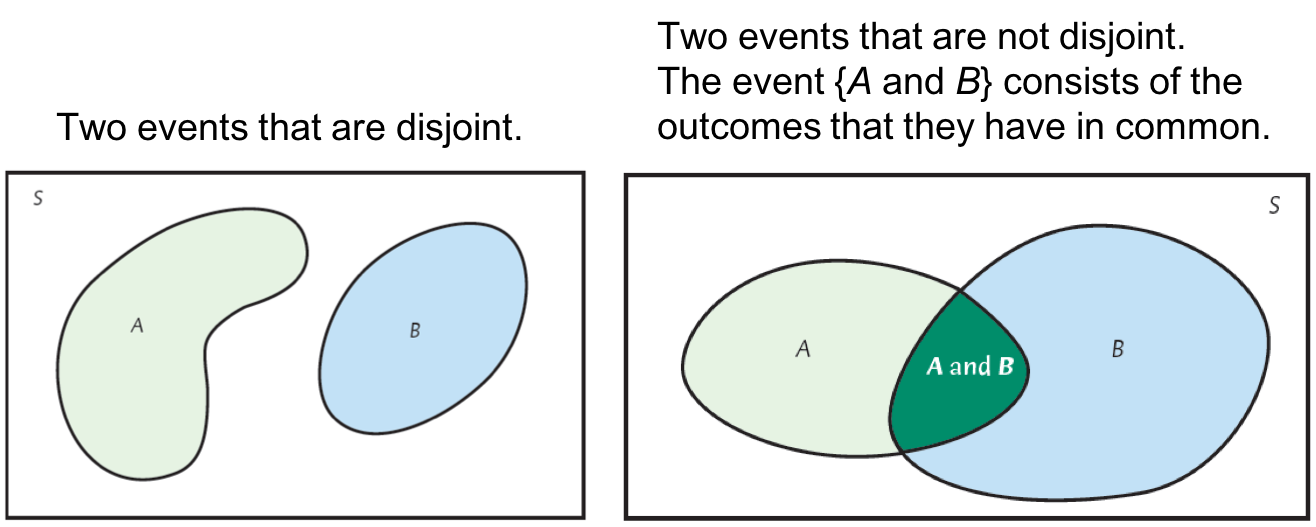 Two events that are disjoint.
S
A
B
Two events that are not disjoint.
The event {A and B} consists of the
outcomes that they have in common.
S
A
A and B
B